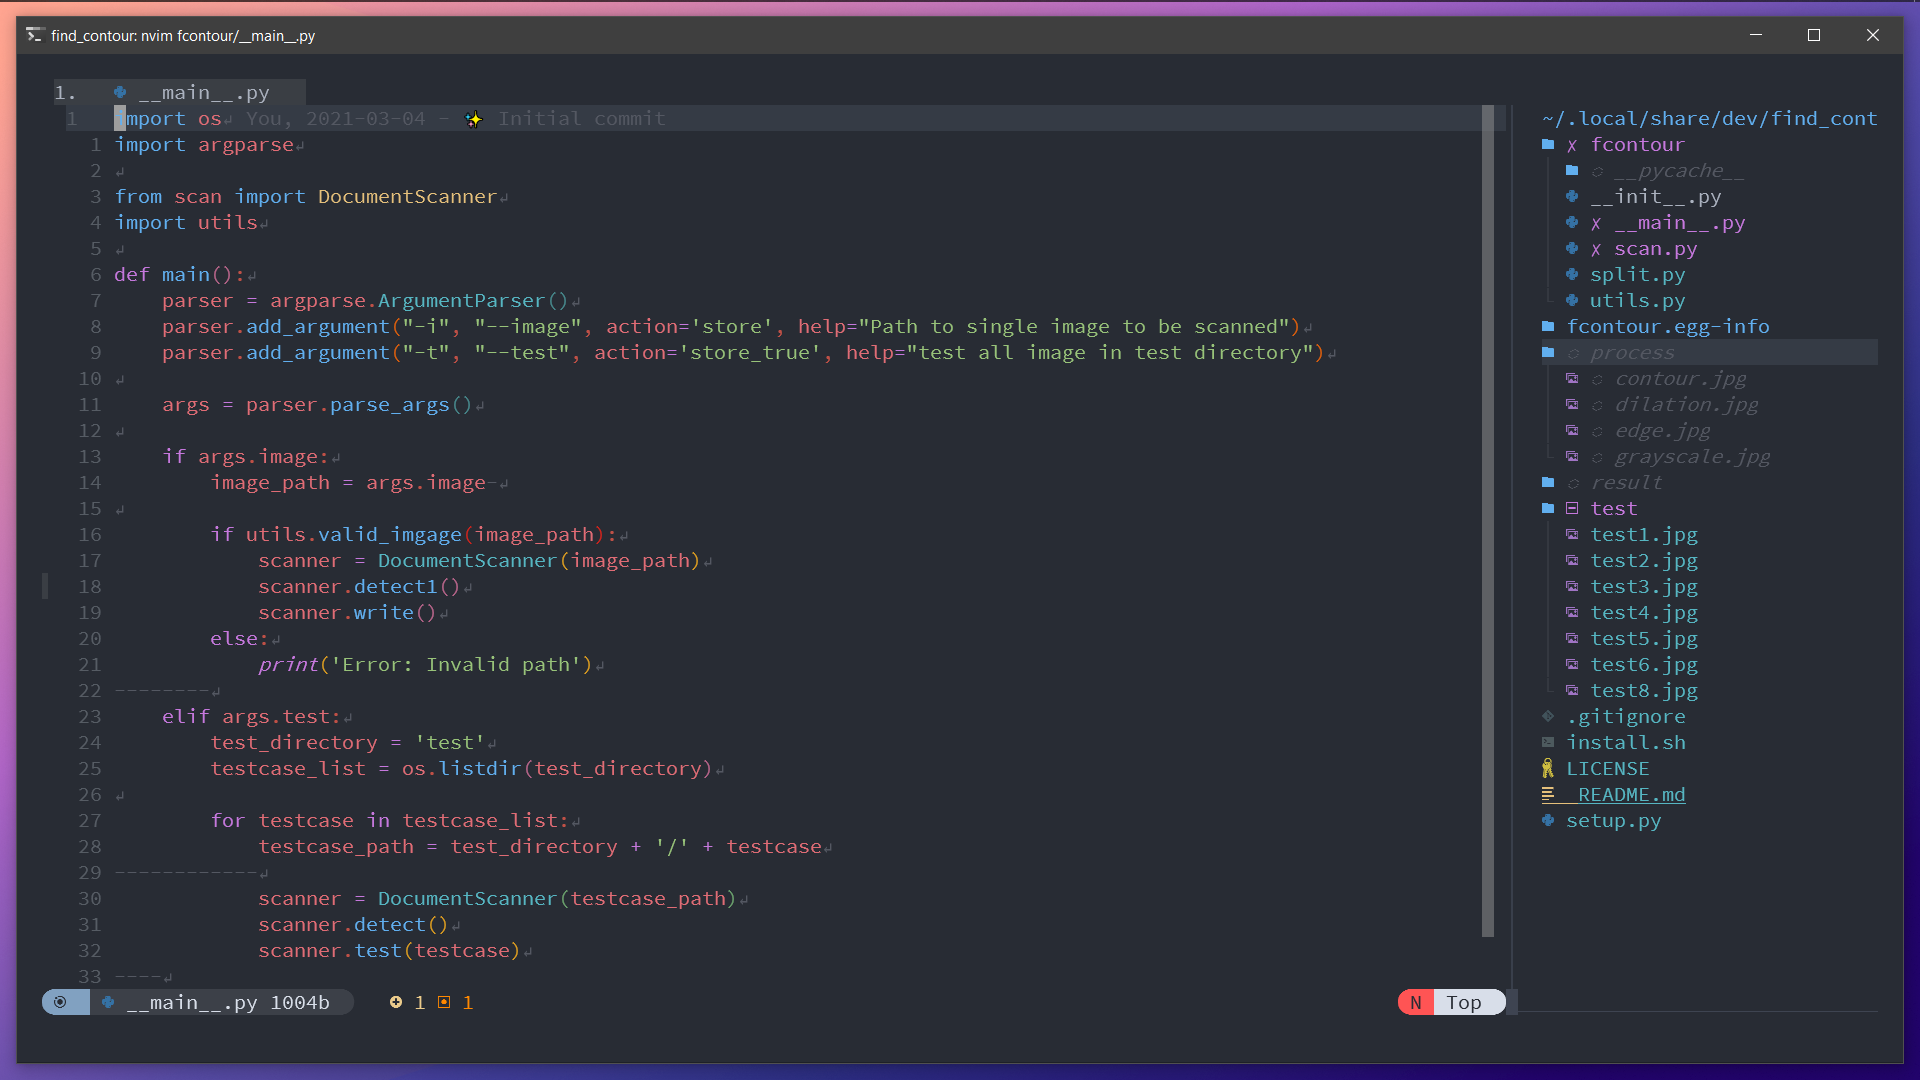 find_contour: nvim fcontour/__main__.py
1. __main__.py
1 import os You, 2021-03-04 - ✨ Initial commit
1 import argparse
2
3 from scan import DocumentScanner
4 import utils
5
6 def main():
7     parser = argparse.ArgumentParser()
8     parser.add_argument("-i", "--image", action='store', help="Path to single image to be scanned")
9     parser.add_argument("-t", "--test", action='store_true', help="test all image in test directory")
10
11     args = parser.parse_args()
12
13     if args.image:
14         image_path = args.image
15
16         if utils.valid_imgage(image_path):
17             scanner = DocumentScanner(image_path)
18             scanner.detect1()
19             scanner.write()
20         else:
21             print('Error: Invalid path')
22 --------
23     elif args.test:
24         test_directory = 'test'
25         testcase_list = os.listdir(test_directory)
26
27         for testcase in testcase_list:
28             testcase_path = test_directory + '/' + testcase
29 ------------
30             scanner = DocumentScanner(testcase_path)
31             scanner.detect()
32             scanner.test(testcase)
33 ----
__main__.py 1004b 1 1
N Top
~/.local/share/dev/find_cont
✗ fcontour
__pycache__
__init__.py
✗ __main__.py
✗ scan.py
split.py
utils.py
fcontour.egg-info
process
contour.jpg
dilation.jpg
edge.jpg
grayscale.jpg
result
test
test1.jpg
test2.jpg
test3.jpg
test4.jpg
test5.jpg
test6.jpg
test8.jpg
.gitignore
install.sh
LICENSE
README.md
setup.py